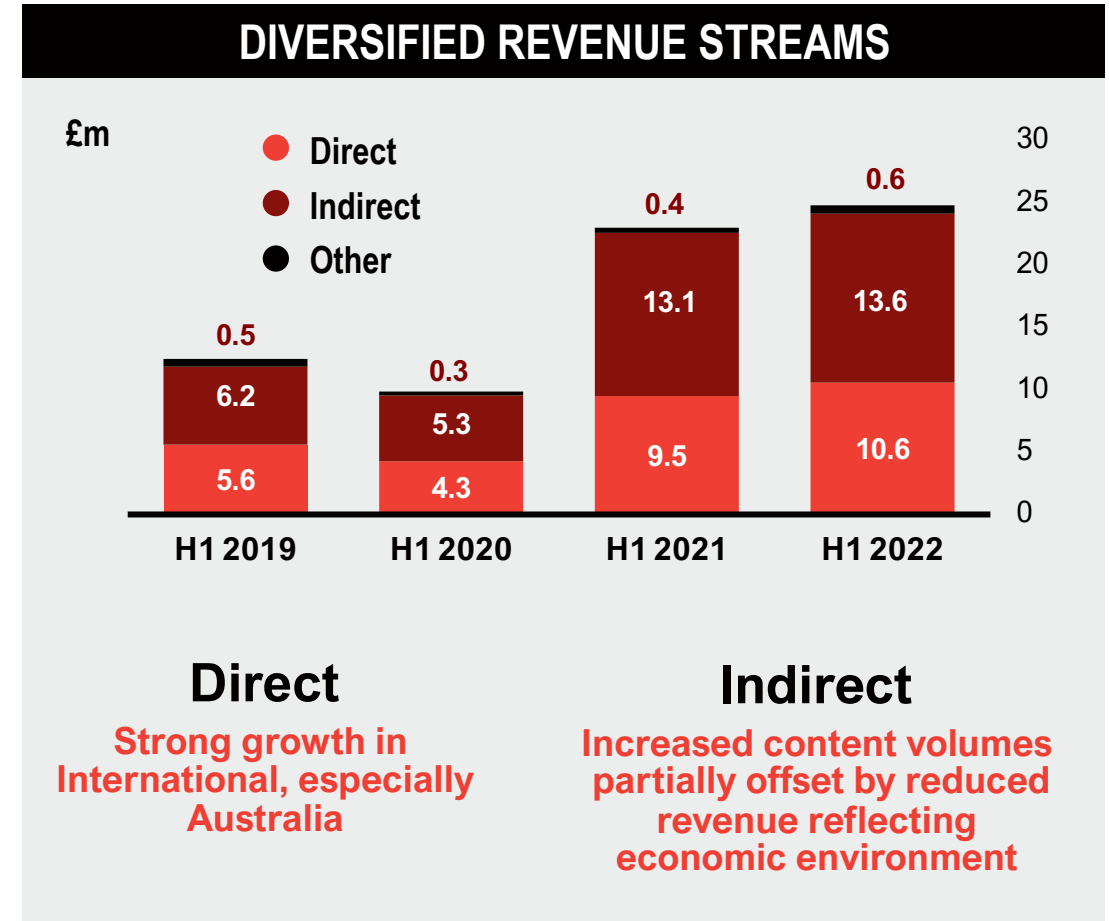 DIVERSIFIED REVENUE STREAMS
£m
Direct
Indirect
Other
30
25
20
15
10
5
0
0.5
6.2
5.6
0.3
5.3
4.3
0.4
13.1
9.5
0.6
13.6
10.6
H1 2019
H1 2020
H1 2021
H1 2022
Direct
Strong growth in
International, especially
Australia
Indirect
Increased content volumes
partially offset by reduced
revenue reflecting
economic environment